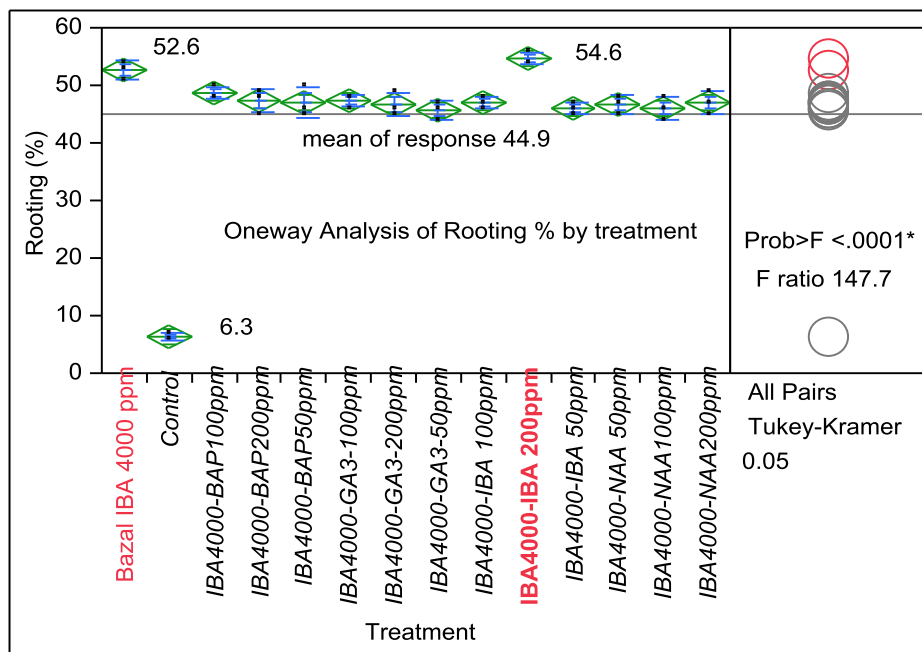 60
50
40
30
20
10
0
Rooting (%)
52.6
54.6
mean of response 44.9
Oneway Analysis of Rooting % by treatment
6.3
Prob>F <.0001*
F ratio 147.7
Bazal IBA 4000 ppm
Control
IBA4000-BAP100ppm
IBA4000-BAP200ppm
IBA4000-BAP50ppm
IBA4000-GA3-100ppm
IBA4000-GA3-200ppm
IBA4000-GA3-50ppm
IBA4000-IBA 100ppm
IBA4000-IBA 200ppm
IBA4000-IBA 50ppm
IBA4000-NAA 50ppm
IBA4000-NAA100ppm
IBA4000-NAA200ppm
All Pairs
Tukey-Kramer
0.05
Treatment